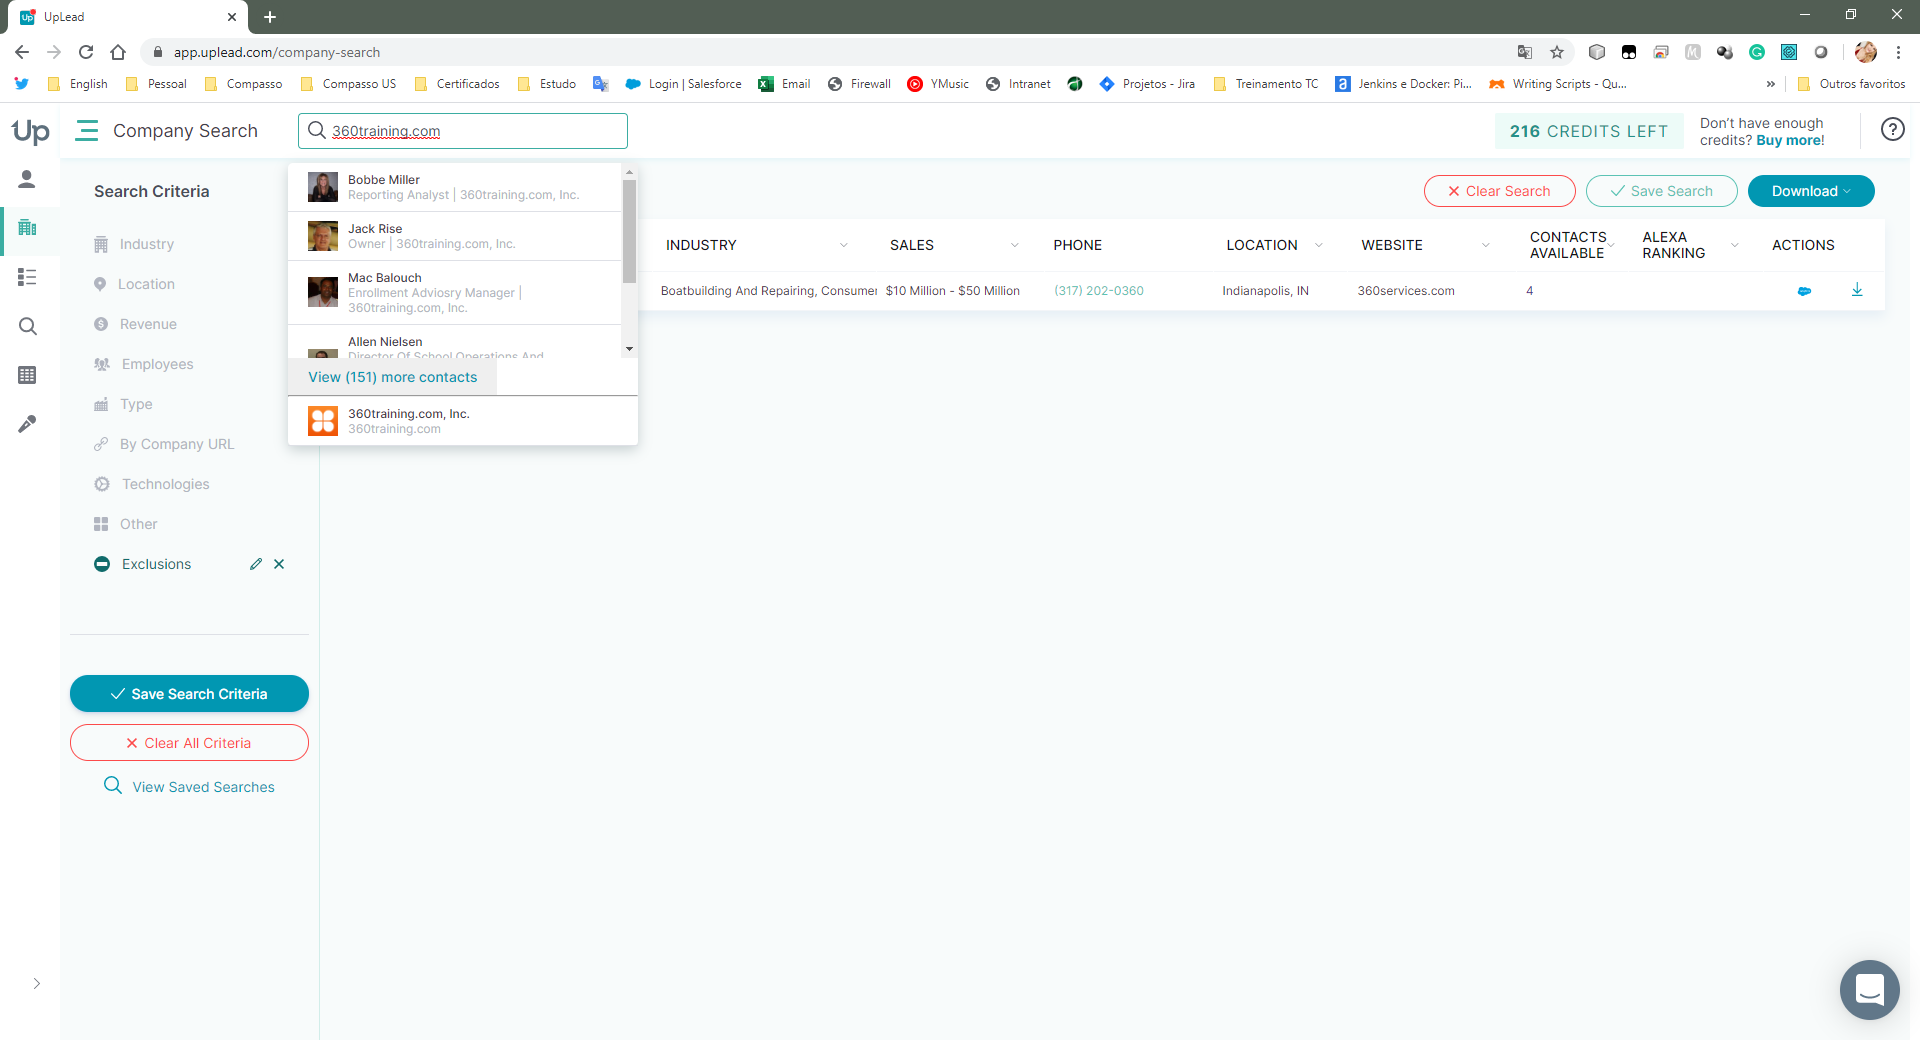 UpLead
app.uplead.com/company-search
English
Pessoal
Compasso
Compasso US
Certificados
Estudo
Login | Salesforce
Email
Firewall
YMusic
Intranet
Projetos - Jira
Treinamento TC
Jenkins e Docker: Pi...
Writing Scripts - Qu...
»
Outros favoritos
Up
Company Search
360training.com
216 CREDITS LEFT
Don't have enough
credits? Buy more!
Search Criteria
Industry
Location
Revenue
Employees
Type
By Company URL
Technologies
Other
Exclusions
Save Search Criteria
Clear All Criteria
View Saved Searches
Bobbe Miller
Reporting Analyst | 360training.com, Inc.
Jack Rise
Owner | 360training.com, Inc.
Mac Balouch
Enrollment Adviosry Manager |
360training.com, Inc.
Allen Nielsen
Director Of School Operations And
View (151) more contacts
360training.com, Inc.
360training.com
Clear Search
Save Search
Download
INDUSTRY
SALES
PHONE
LOCATION
WEBSITE
CONTACTS
AVAILABLE
ALEXA
RANKING
ACTIONS
Boatbuilding And Repairing, Consumer
$10 Million - $50 Million
(317) 202-0360
Indianapolis, IN
360services.com
4